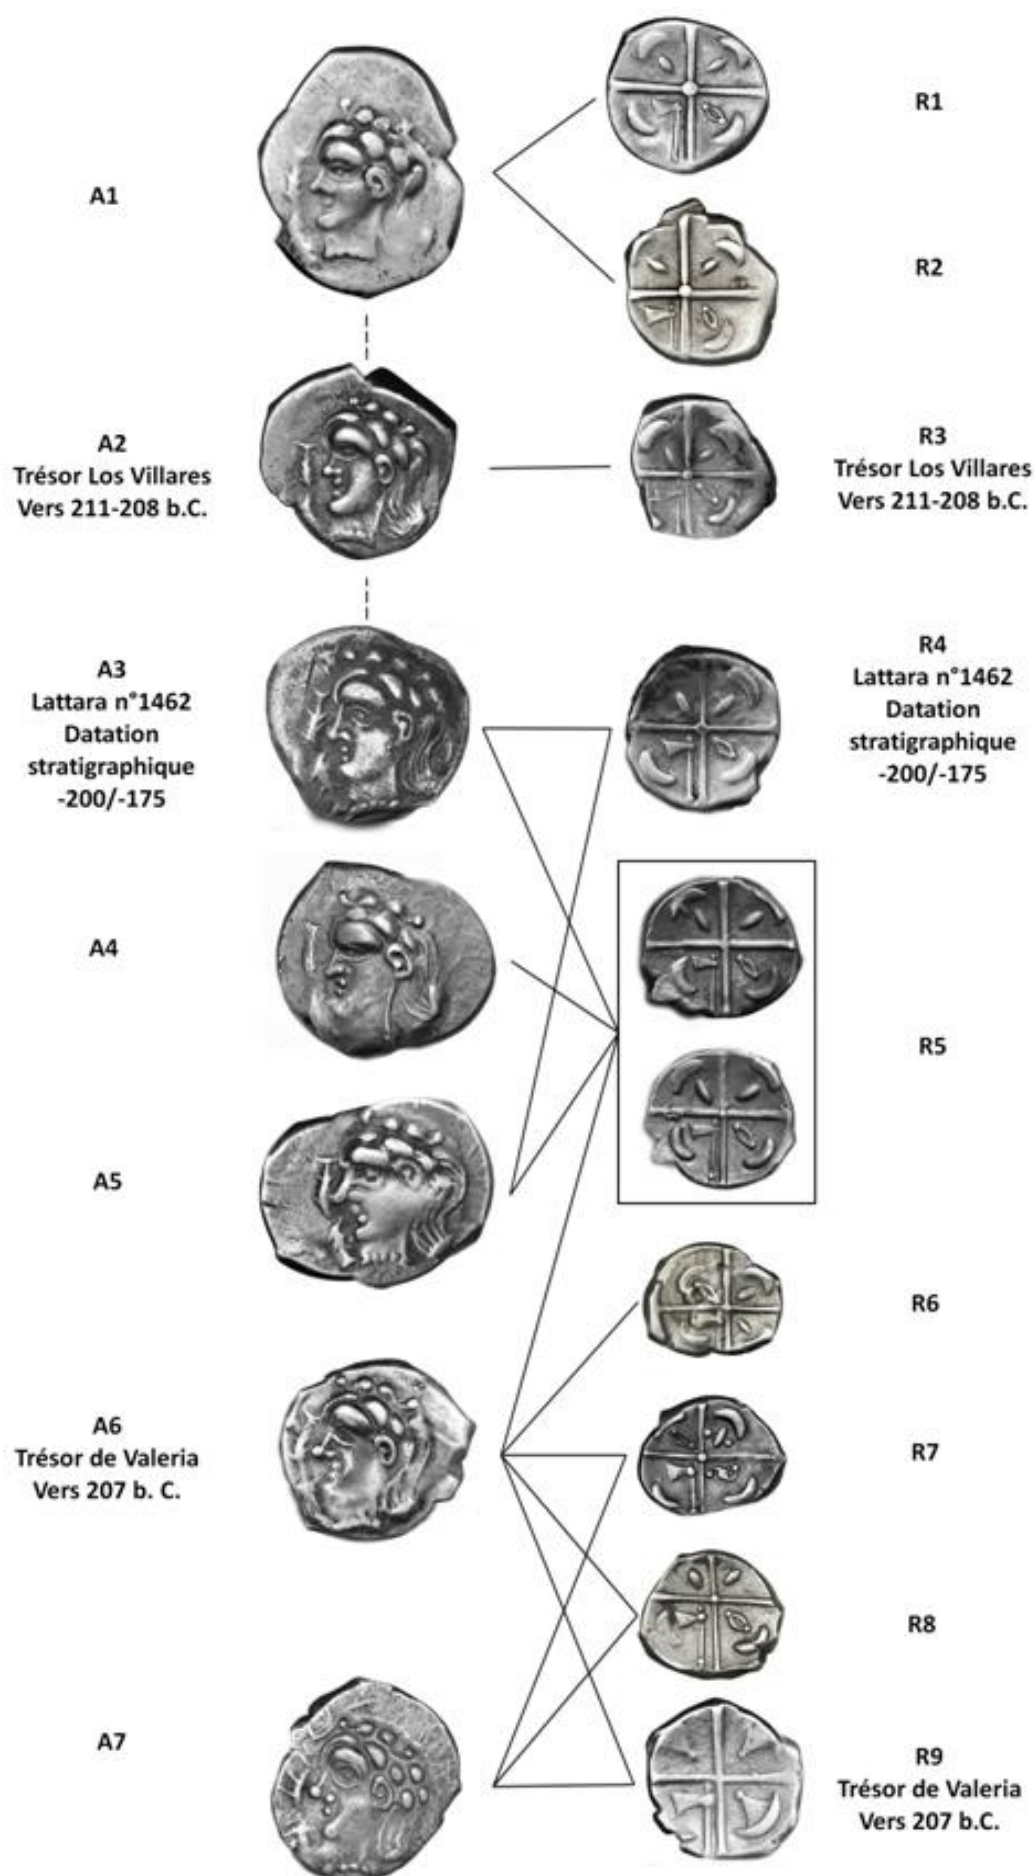 R1
A1
R2
A2
Trésor Los Villares
Vers 211-208 b.C.
R3
Trésor Los Villares
Vers 211-208 b.C.
A3
Lattara n°1462
Datation
stratigraphique
-200/-175
R4
Lattara n°1462
Datation
stratigraphique
-200/-175
A4
R5
A5
R6
A6
Trésor de Valeria
Vers 207 b. C.
R7
R8
A7
R9
Trésor de Valeria
Vers 207 b.C.